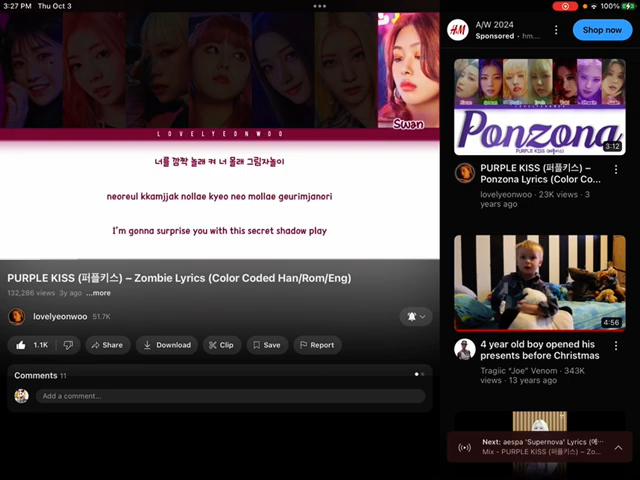 3:27 PM Thu Oct 3
100%
Swan
LOVELYEONWOO
너를 깜짝 놀래 켜 너 몰래 그림자놀이
neoreul kkamjjak nollae kyeo neo mollae geurimjanori
I'm gonna surprise you with this secret shadow play
PURPLE KISS (퍼플키스) – Zombie Lyrics (Color Coded Han/Rom/Eng)
132,286 views 3y ago ...more
lovelyeonwoo 51.7K
1.1K
Share
Download
Clip
Save
Report
Comments 11
Add a comment...
H&M
A/W 2024
Sponsored · hm...
Shop now
Ponzona
PURPLE KISS (퍼플키스)
3:12
PURPLE KISS (퍼플키스) –
Ponzona Lyrics (Color Co...
lovelyeonwoo · 23K views · 3
years ago
4:56
4 year old boy opened his
presents before Christmas
Tragiic "Joe" Venom · 343K
views · 13 years ago
Next: aespa 'Supernova' Lyrics (에...
Mix - PURPLE KISS (퍼플키스) – Zo...